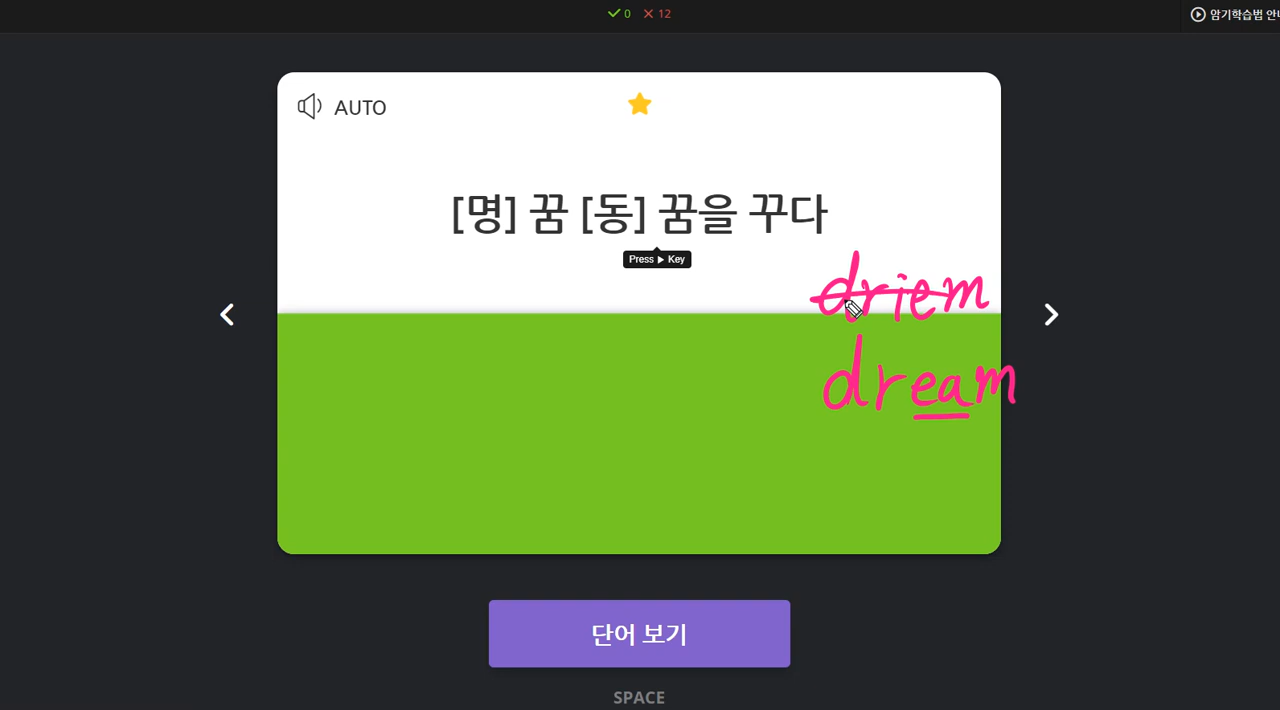 0 12
암기학습법 안
AUTO
[명] 꿈 [동] 꿈을 꾸다
Press ▶ Key
driem
dream
단어 보기
SPACE